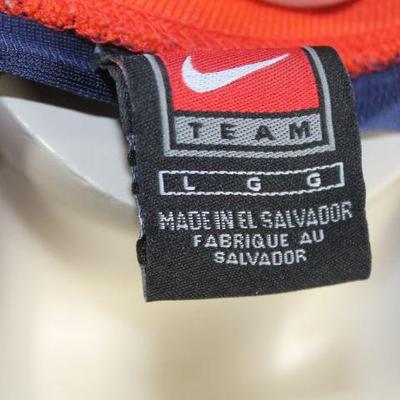 TEAM
L G G
MADE IN EL SALVADOR
FABRIQUE AU
SALVADOR